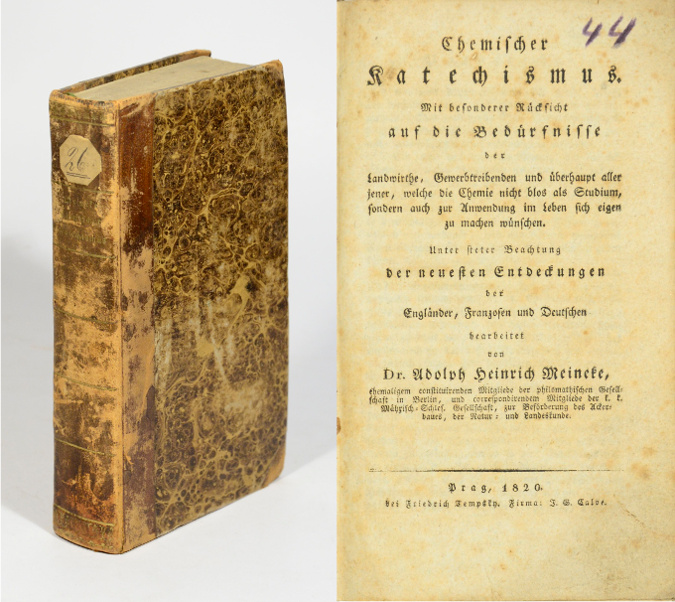 26.
44
Chemischer
Katechismus.
Mit besonderer Rücksicht
auf die Bedürfnisse
der
Landwirthe, Gewerbtreibenden und überhaupt aller
jener, welche die Chemie nicht blos als Studium,
sondern auch zur Anwendung im Leben sich eigen
zu machen wünschen.
Unter steter Beachtung
der neuesten Entdeckungen
der
Engländer, Franzosen und Deutschen
bearbeitet
von
Dr. Adolph Heinrich Meinecke,
ehemaligem constituirenden Mitgliede der philomathischen Gesell-
schaft in Berlin, und correspondirendem Mitgliede der k. k.
Mährisch-Schles. Gesellschaft, zur Beförderung des Acker-
baues, der Natur- und Landeskunde.
Prag, 1820.
bei Friedrich Tempsky. Firma: J. G. Calve.